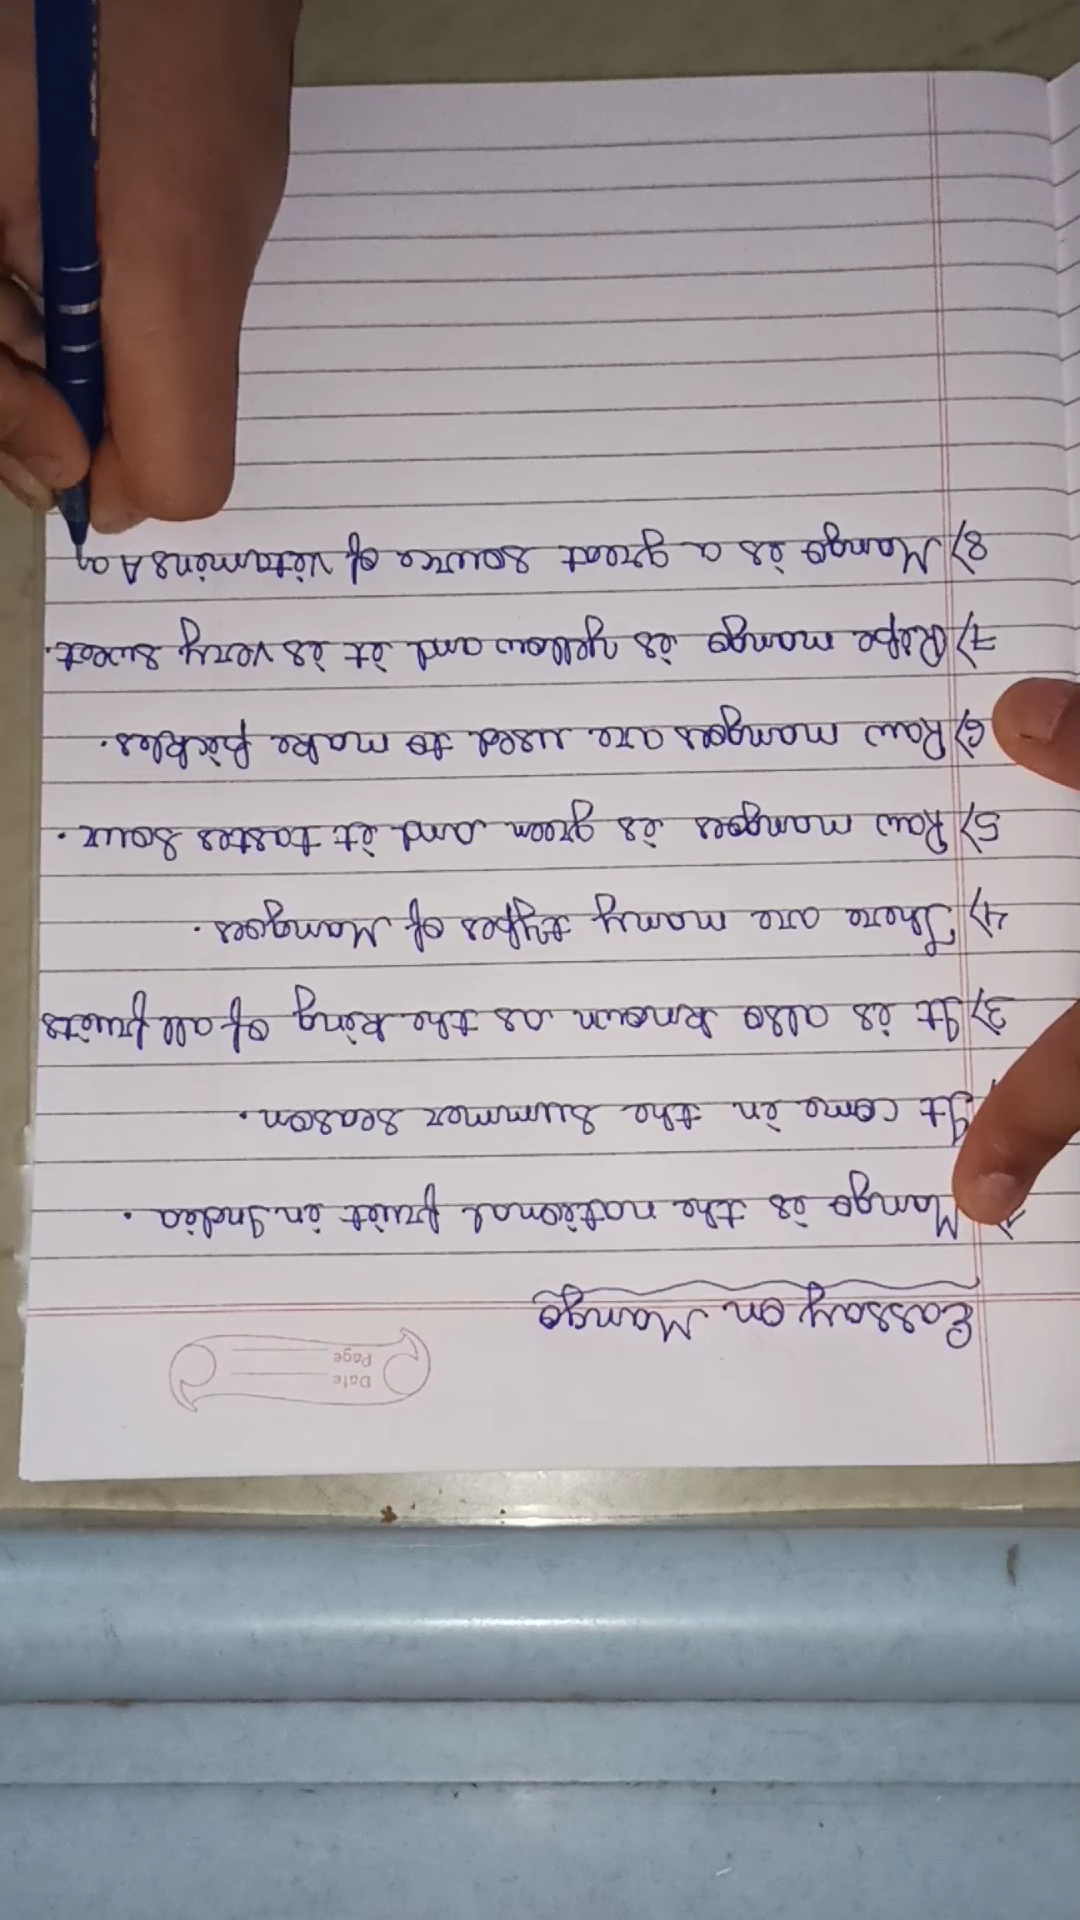 Date
Page
Eassay on Mango
1) Mango is the national fruit in India.
It come in the summer season.
3) It is also known as the king of all fruits
4) There are many types of Mangoes.
5) Raw mangoes is green and it tastes sour.
6) Raw mangoes are used to make pickles.
7) Ripe mango is yellow and it is very sweet.
8) Mango is a great source of vitamins A an